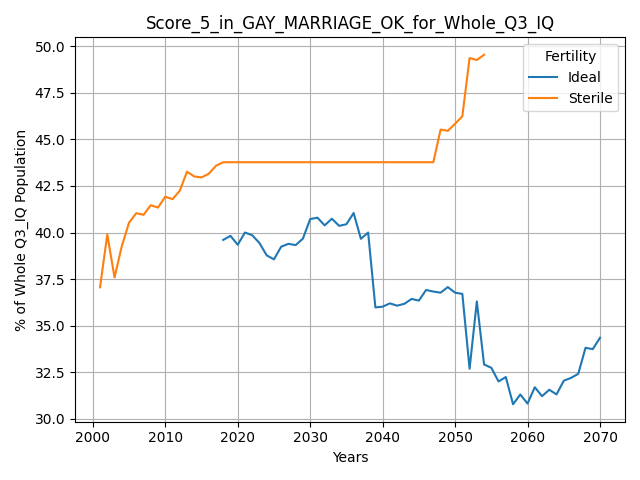 Score_5_in_GAY_MARRIAGE_OK_for_Whole_Q3_IQ
50.0
47.5
45.0
42.5
40.0
37.5
35.0
32.5
30.0
% of Whole Q3_IQ Population
Fertility
Ideal
Sterile
2000 2010 2020 2030 2040 2050 2060 2070
Years